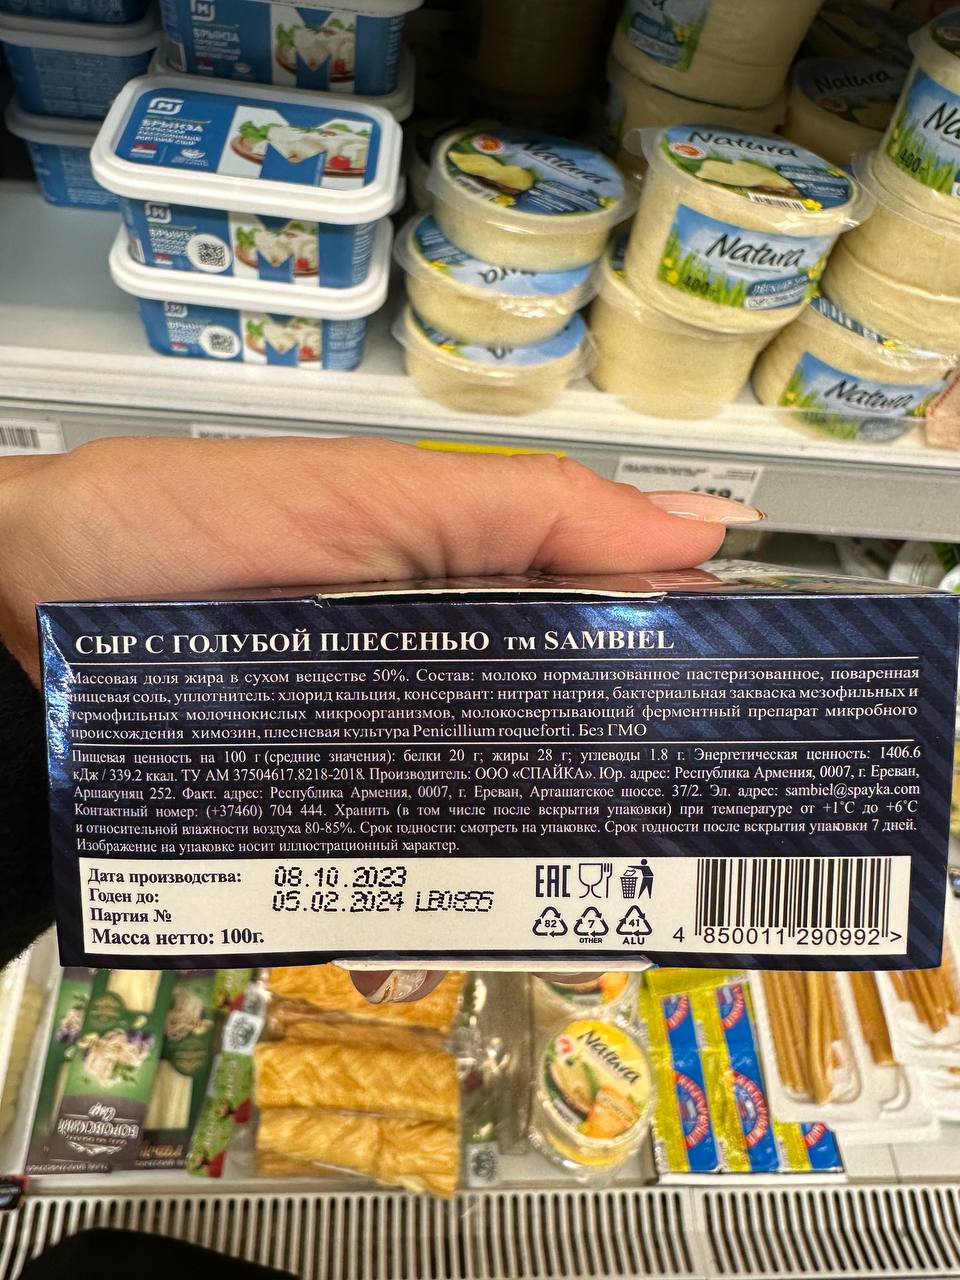 БРЫНЗА
БРЫНЗА
Natura
Natura
Natura
400г
Natura
БРЫНЗА
БРЫНЗА
Natura
СЫР С ГОЛУБОЙ ПЛЕСЕНЬЮ тм SAMBIEL
Массовая доля жира в сухом веществе 50%. Состав: молоко нормализованное пастеризованное, поваренная
пищевая соль, уплотнитель: хлорид кальция, консервант: нитрат натрия, бактериальная закваска мезофильных и
термофильных молочнокислых микроорганизмов, молокосвертывающий ферментный препарат микробного
происхождения химозин, плесневая культура Penicillium roqueforti. Без ГМО
Пищевая ценность на 100 г (средние значения): белки 20 г; жиры 28 г; углеводы 1.8 г. Энергетическая ценность: 1406.6
кДж / 339.2 ккал. ТУ АМ 37504617.8218-2018. Производитель: ООО «СПАЙКА». Юр. адрес: Республика Армения, 0007, г. Ереван,
Аршакуняц 252. Факт. адрес: Республика Армения, 0007, г. Ереван, Арташатское шоссе. 37/2. Эл. адрес: sambiel@spayka.com
Контактный номер: (+37460) 704 444. Хранить (в том числе после вскрытия упаковки) при температуре от +1˚С до +6˚С
и относительной влажности воздуха 80-85%. Срок годности: смотреть на упаковке. Срок годности после вскрытия упаковки 7 дней.
Изображение на упаковке носит иллюстрационный характер.
Дата производства: 08.10.2023
Годен до: 05.02.2024 LB0855
Партия №
Масса нетто: 100г.
EAC
82
7
OTHER
41
ALU
4 850011 290992 >
Natura